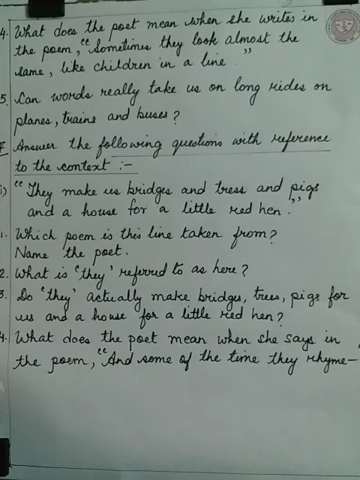 4. What does the poet mean when she writes in
the poem, "sometimes they look almost the
same, like children in a line."
5. Can words really take us on long rides on
planes, trains and buses?
Answer the following questions with reference
to the context :-
i) "They make us bridges and tress and pigs
and a house for a little red hen."
1. Which poem is this line taken from?
Name the poet.
2. What is 'they' referred to as here?
3. Do 'they' actually make bridges, trees, pigs for
us and a house for a little red hen?
4. What does the poet mean when she says in
the poem, "And some of the time they rhyme-